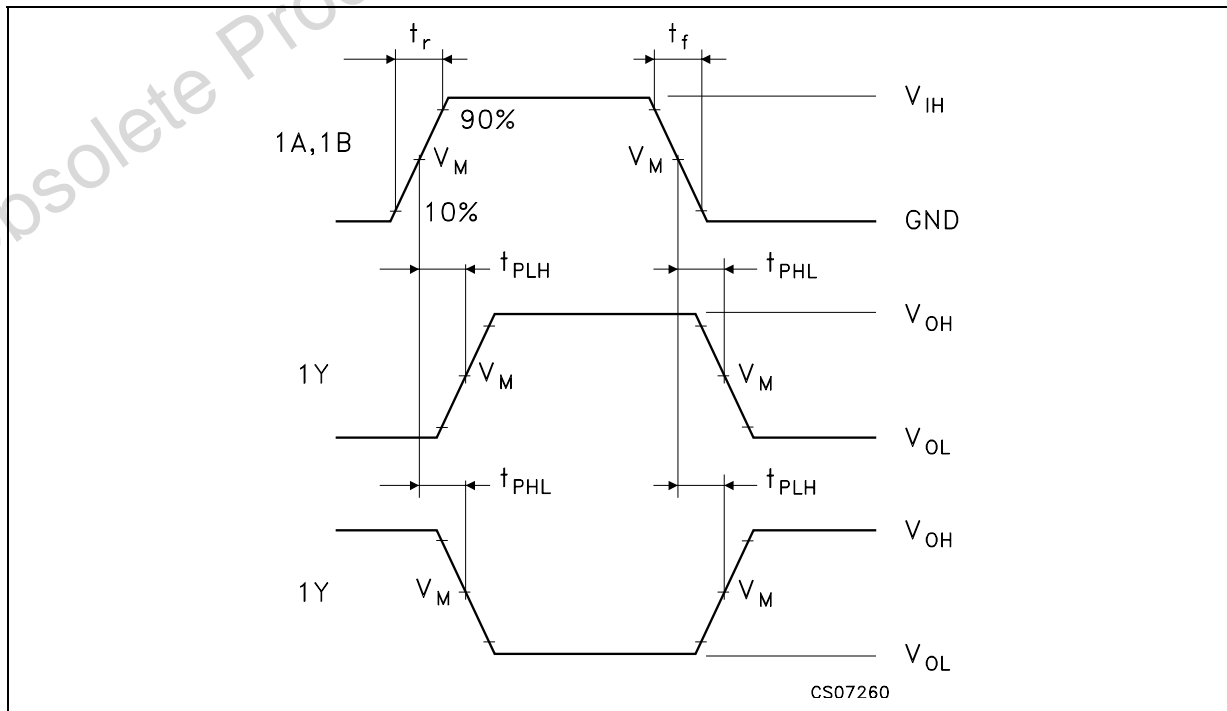 bsolete Pro
t_r t_f
V_IH
90%
1A,1B
V_M V_M
10%
GND
t_PLH t_PHL
V_OH
1Y
V_M V_M
V_OL
t_PHL t_PLH
V_OH
1Y
V_M V_M
V_OL
CS07260